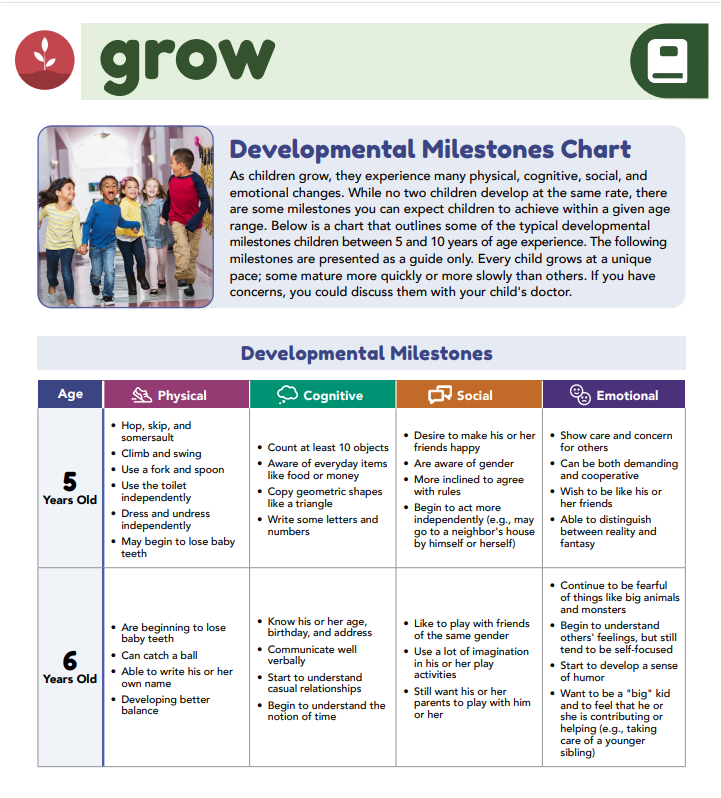 grow
Developmental Milestones Chart
As children grow, they experience many physical, cognitive, social, and
emotional changes. While no two children develop at the same rate, there
are some milestones you can expect children to achieve within a given age
range. Below is a chart that outlines some of the typical developmental
milestones children between 5 and 10 years of age experience. The following
milestones are presented as a guide only. Every child grows at a unique
pace; some mature more quickly or more slowly than others. If you have
concerns, you could discuss them with your child's doctor.
Developmental Milestones
Age
Physical
Cognitive
Social
Emotional
5
Years Old
• Hop, skip, and
somersault
• Climb and swing
• Use a fork and spoon
• Use the toilet
independently
• Dress and undress
independently
• May begin to lose baby
teeth
• Count at least 10 objects
• Aware of everyday items
like food or money
• Copy geometric shapes
like a triangle
• Write some letters and
numbers
• Desire to make his or her
friends happy
• Are aware of gender
• More inclined to agree
with rules
• Begin to act more
independently (e.g., may
go to a neighbor's house
by himself or herself)
• Show care and concern
for others
• Can be both demanding
and cooperative
• Wish to be like his or
her friends
• Able to distinguish
between reality and
fantasy
6
Years Old
• Are beginning to lose
baby teeth
• Can catch a ball
• Able to write his or her
own name
• Developing better
balance
• Know his or her age,
birthday, and address
• Communicate well
verbally
• Start to understand
casual relationships
• Begin to understand the
notion of time
• Like to play with friends
of the same gender
• Use a lot of imagination
in his or her play
activities
• Still want his or her
parents to play with him
or her
• Continue to be fearful
of things like big animals
and monsters
• Begin to understand
others' feelings, but still
tend to be self-focused
• Start to develop a sense
of humor
• Want to be a "big" kid
and to feel that he or
she is contributing or
helping (e.g., taking
care of a younger
sibling)